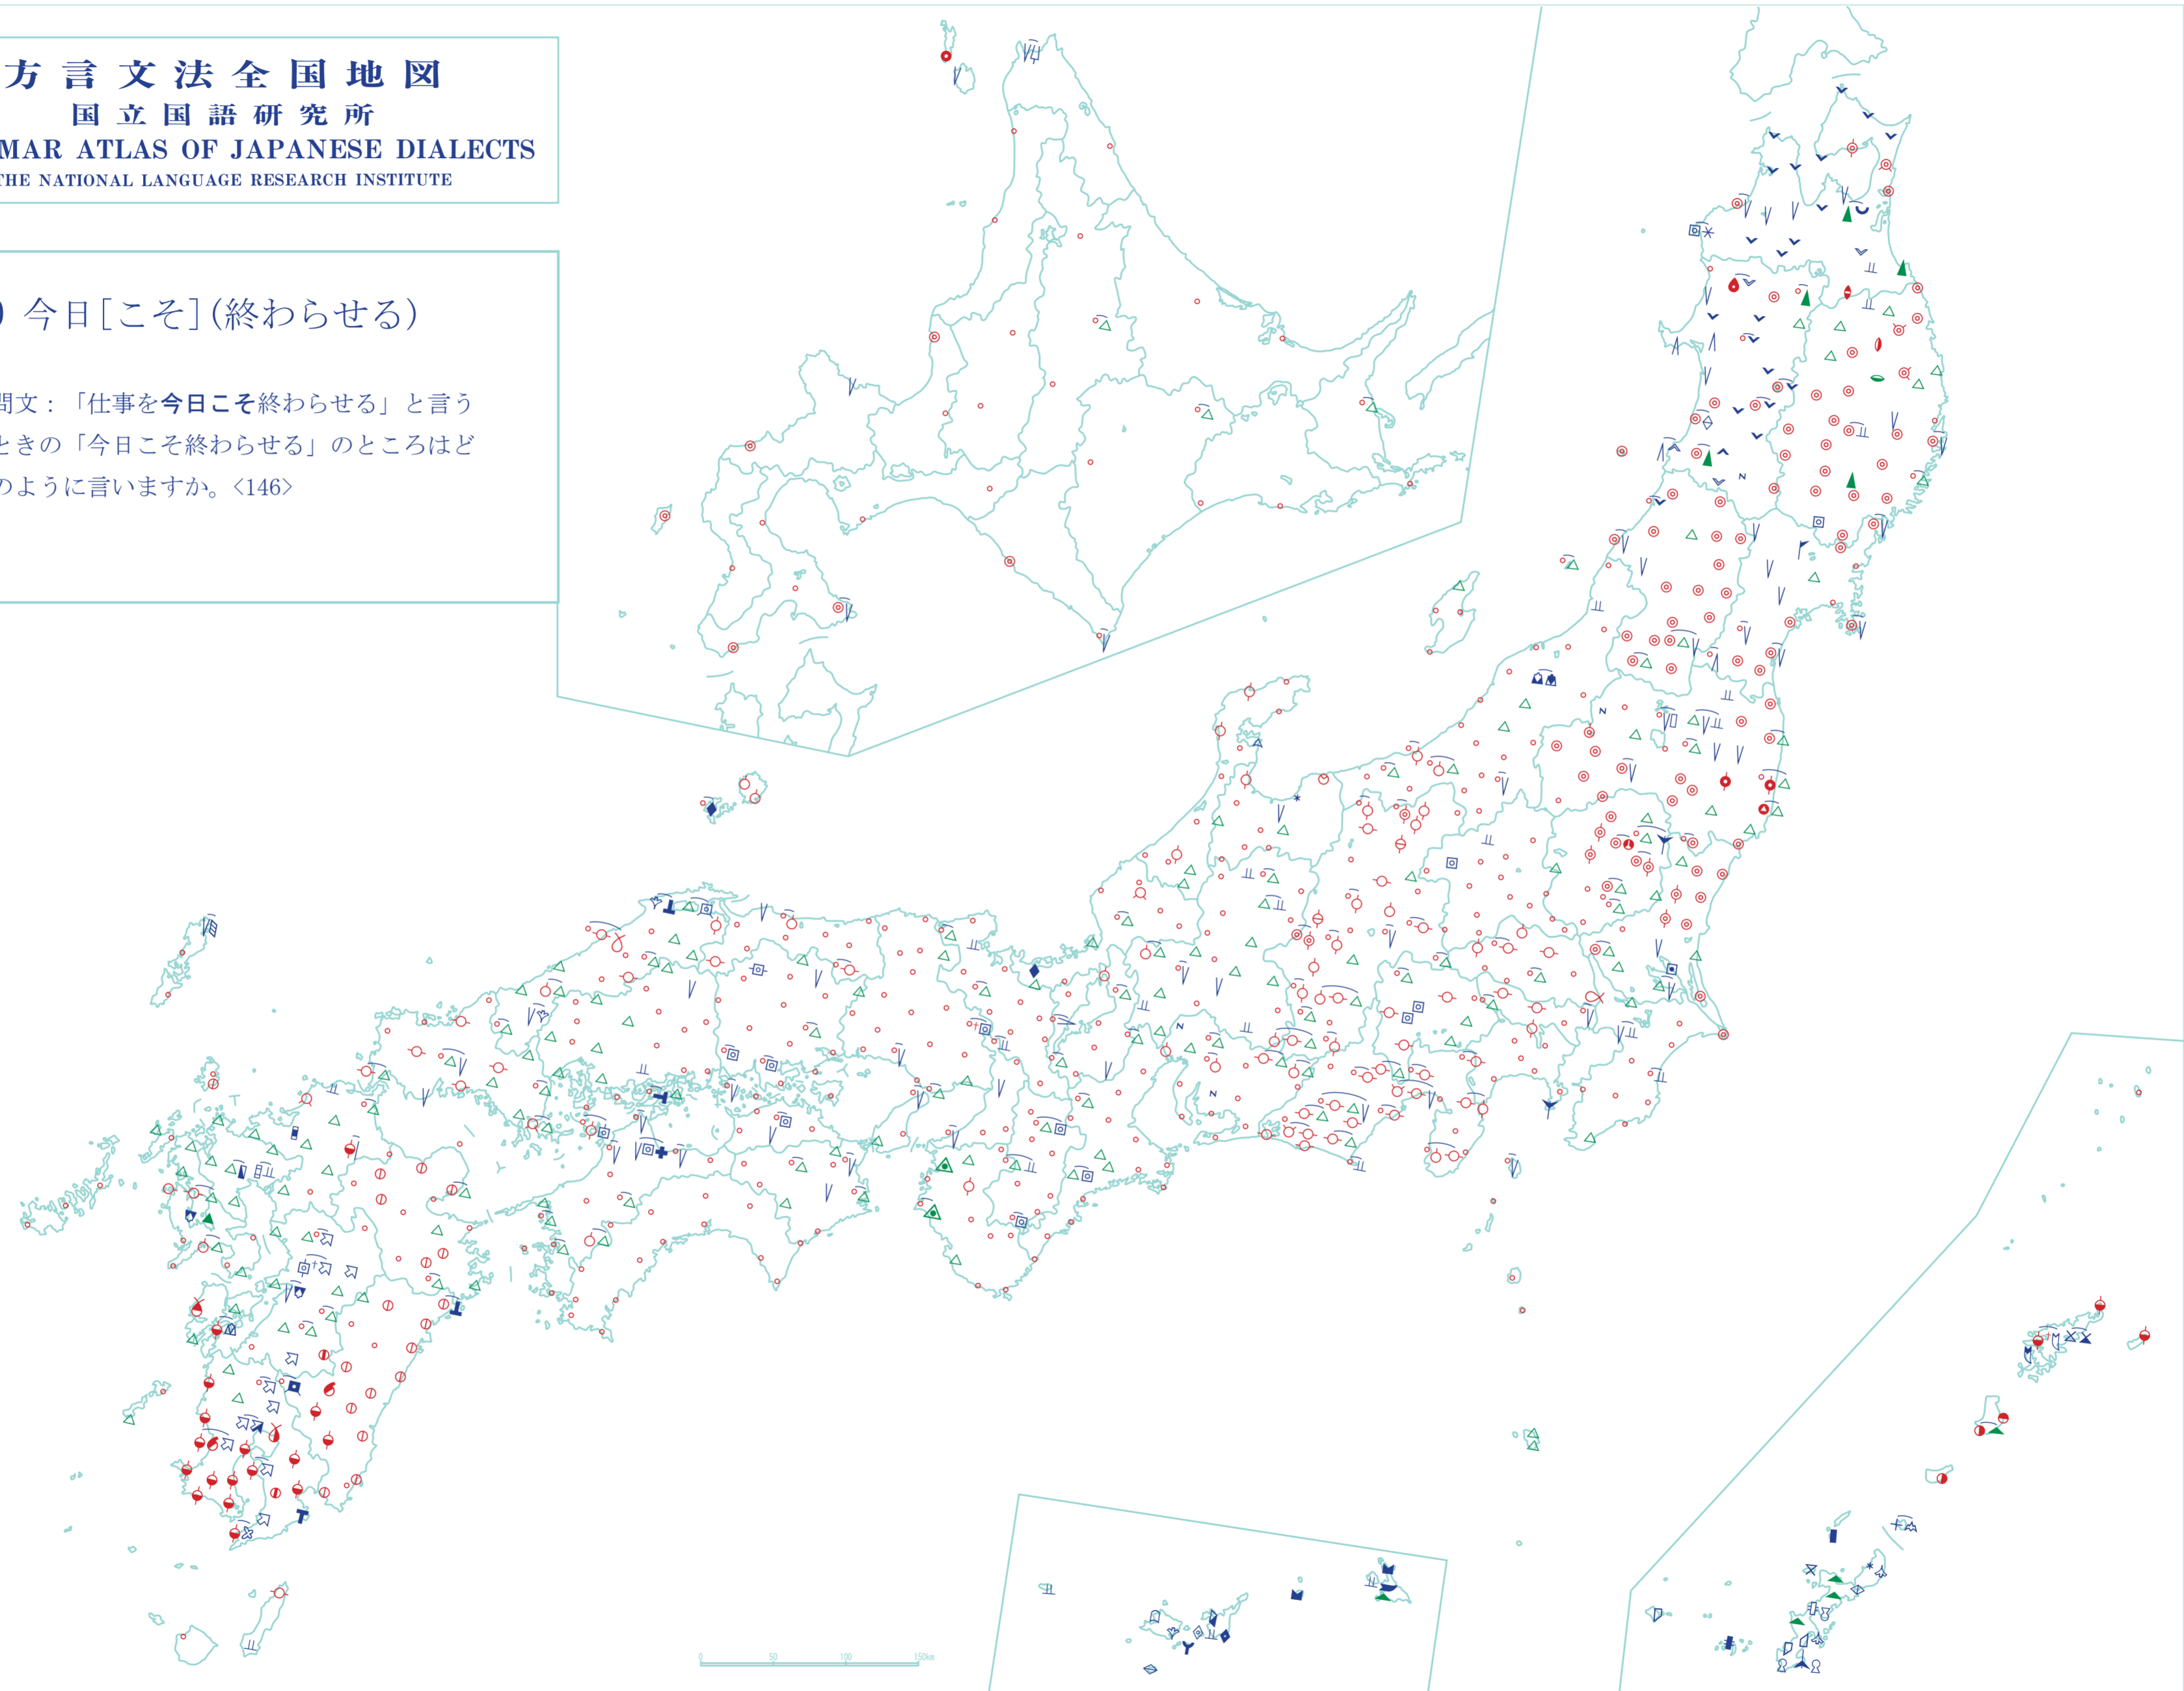 方言文法全国地図
国立国語研究所
MAR ATLAS OF JAPANESE DIALECTS
THE NATIONAL LANGUAGE RESEARCH INSTITUTE
) 今日[こそ](終わらせる)
問文：「仕事を今日こそ終わらせる」と言う
ときの「今日こそ終わらせる」のところはど
のように言いますか。<146>
0 50 100 150km